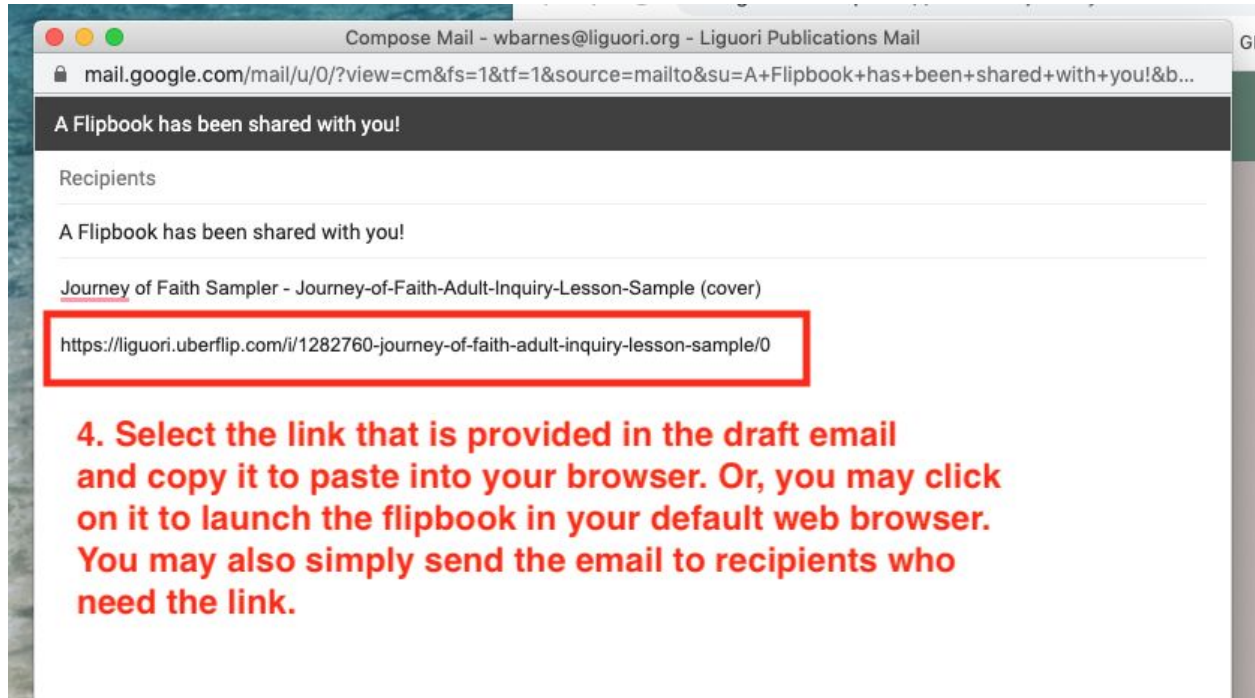 Compose Mail - wbarnes@liguori.org - Liguori Publications Mail
mail.google.com/mail/u/0/?view=cm&fs=1&tf=1&source=mailto&su=A+Flipbook+has+been+shared+with+you!&b...
A Flipbook has been shared with you!
Recipients
A Flipbook has been shared with you!
Journey of Faith Sampler - Journey-of-Faith-Adult-Inquiry-Lesson-Sample (cover)
https://liguori.uberflip.com/i/1282760-journey-of-faith-adult-inquiry-lesson-sample/0
4. Select the link that is provided in the draft email
and copy it to paste into your browser. Or, you may click
on it to launch the flipbook in your default web browser.
You may also simply send the email to recipients who
need the link.